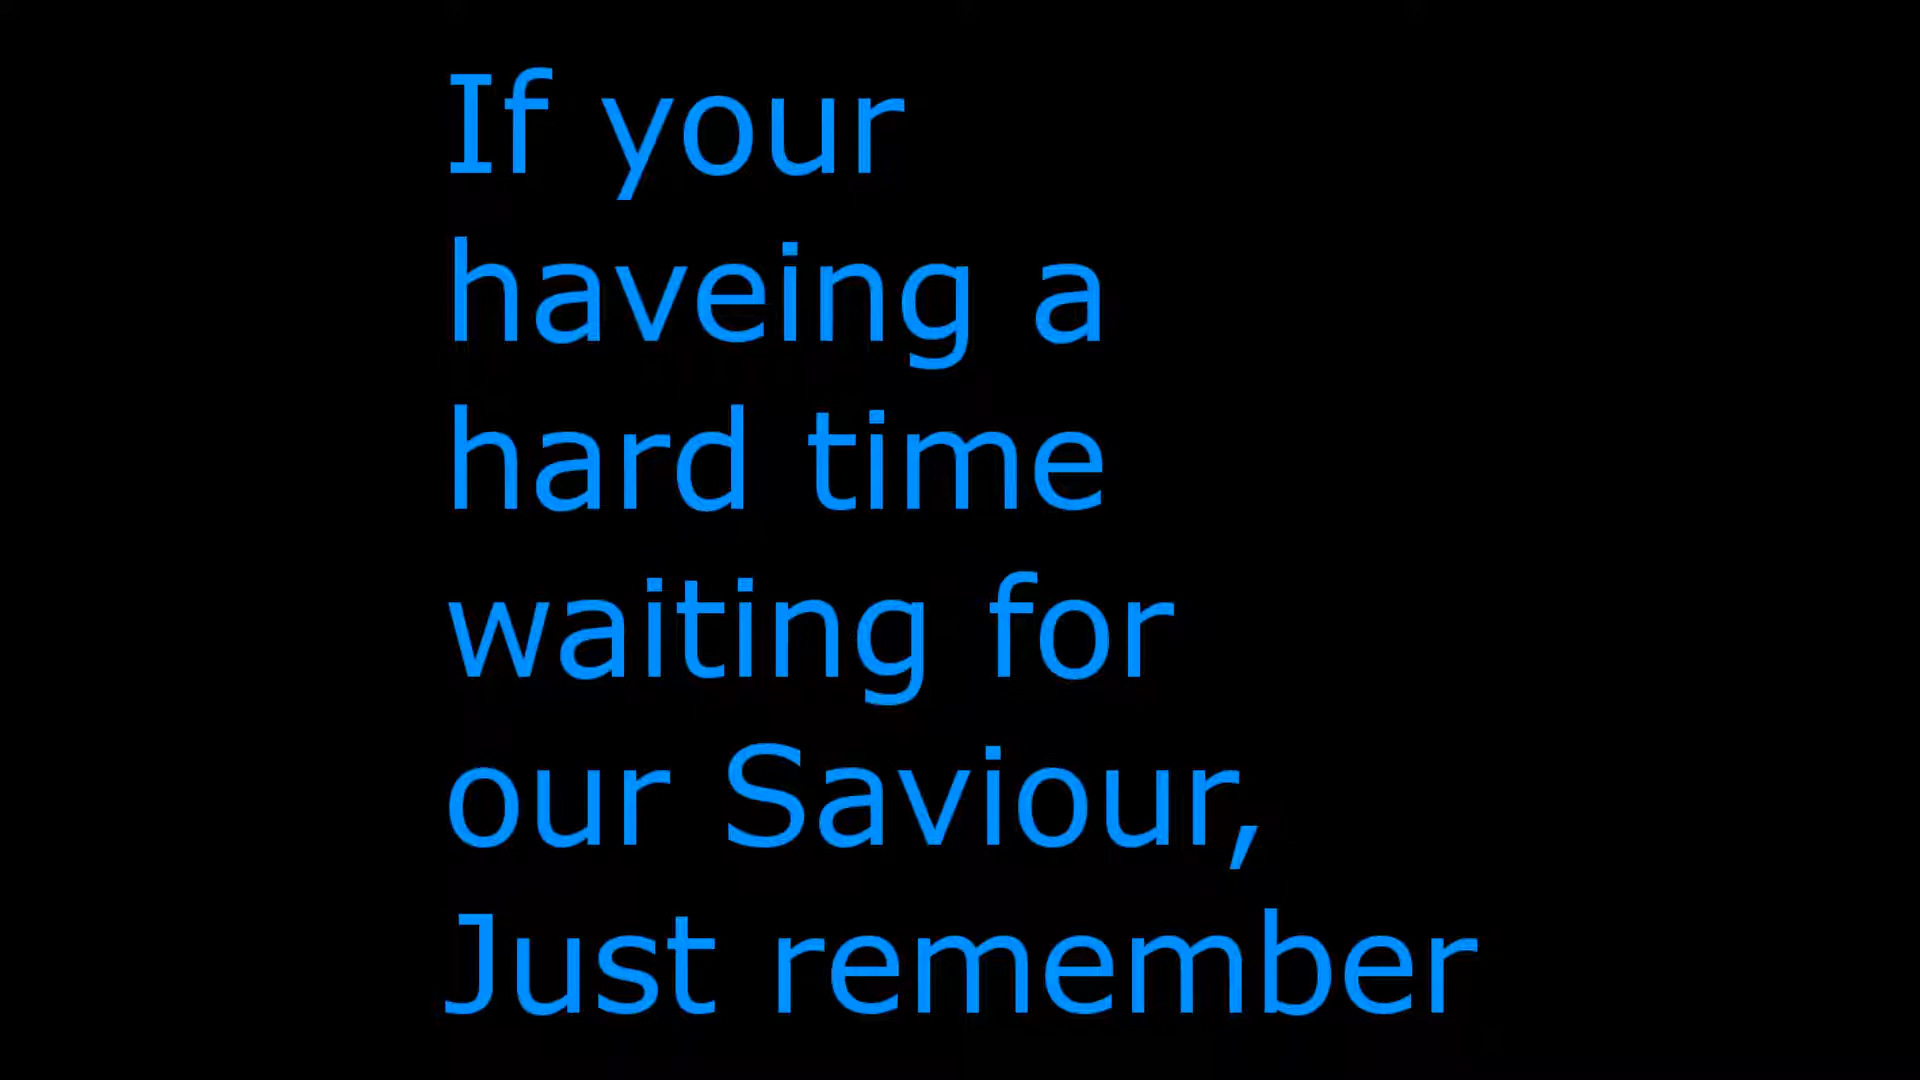 If your
haveing a
hard time
waiting for
our Saviour,
Just remember